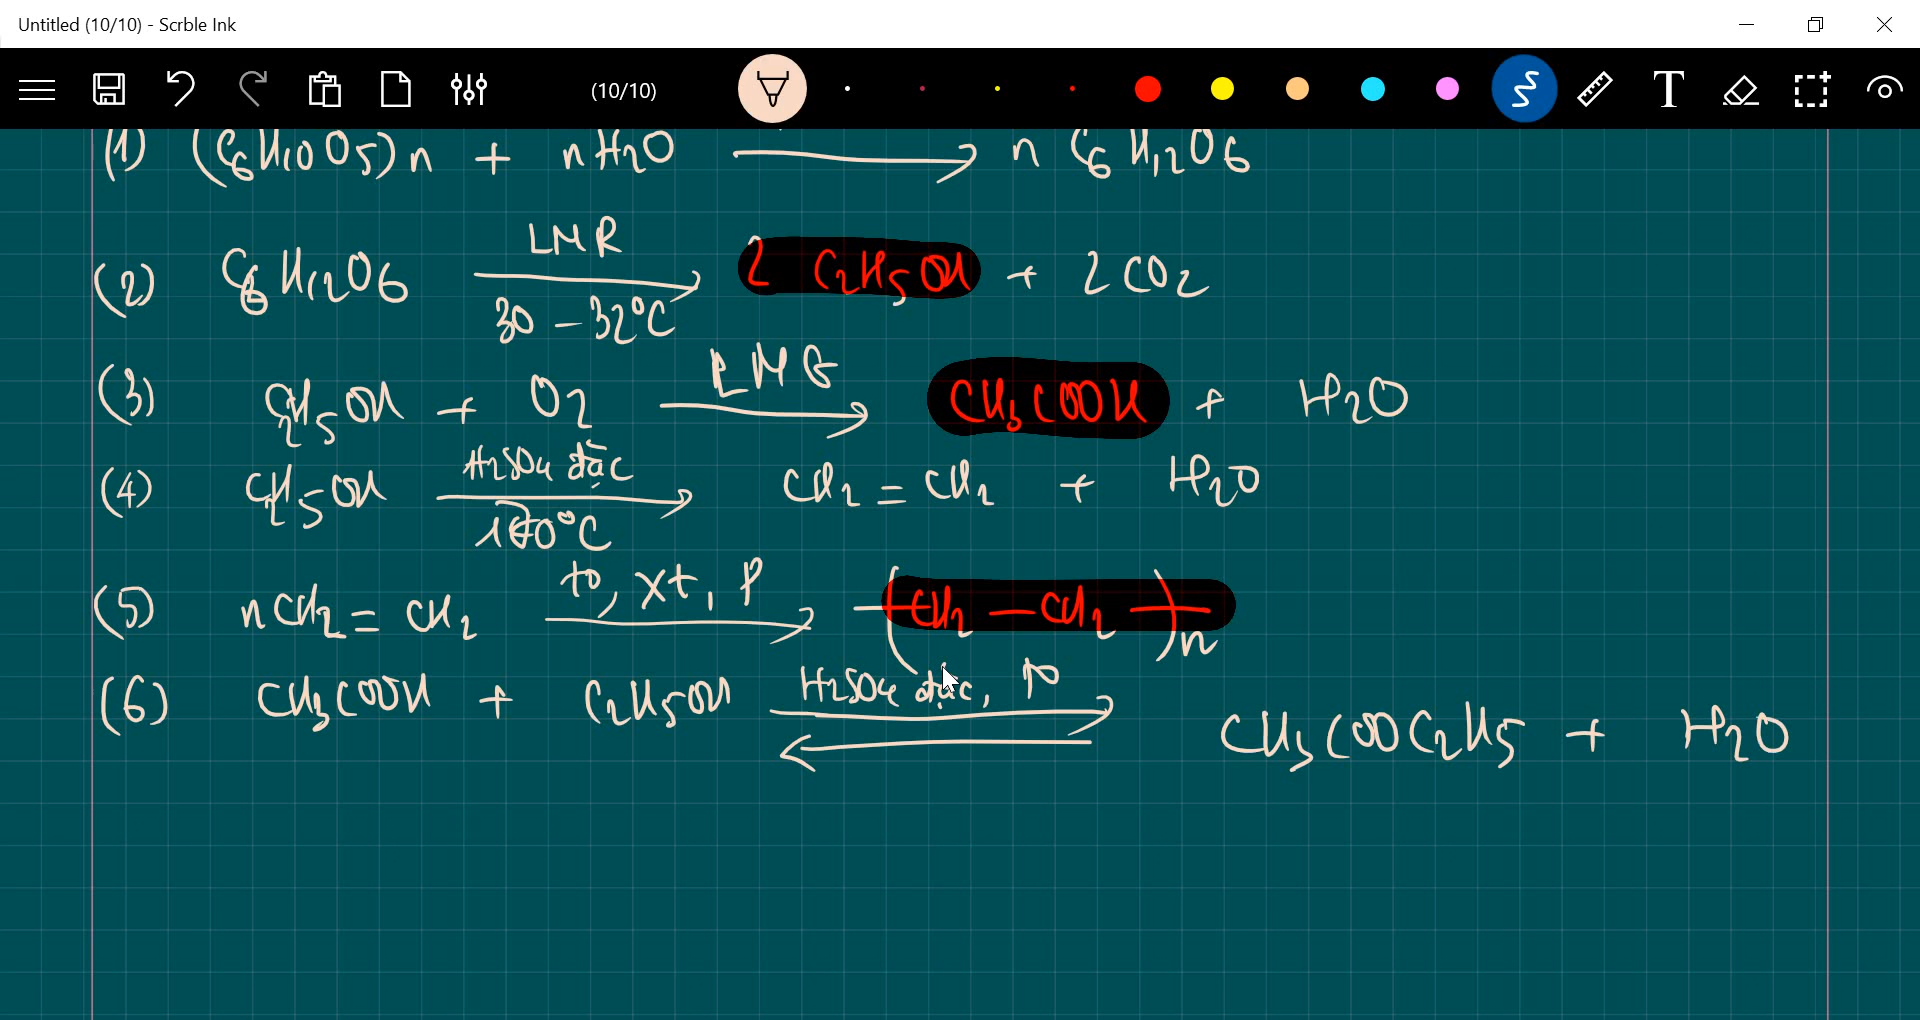 Untitled (10/10) - Scrble Ink
(10/10)
T
(1) (C6H10O5)n + nH2O → n C6H12O6
LMR
(2) C6H12O6 → 2 C2H5OH + 2CO2
30 - 32°C
LMG
(3) C2H5OH + O2 → CH3COOH + H2O
H2SO4 đặc
(4) C2H5OH → CH2 = CH2 + H2O
to, xt, p
(5) nCH2 = CH2 → (CH2 - CH2)n
H2SO4 đặc, to
(6) CH3COOH + C2H5OH ⇄ CH3COOC2H5 + H2O